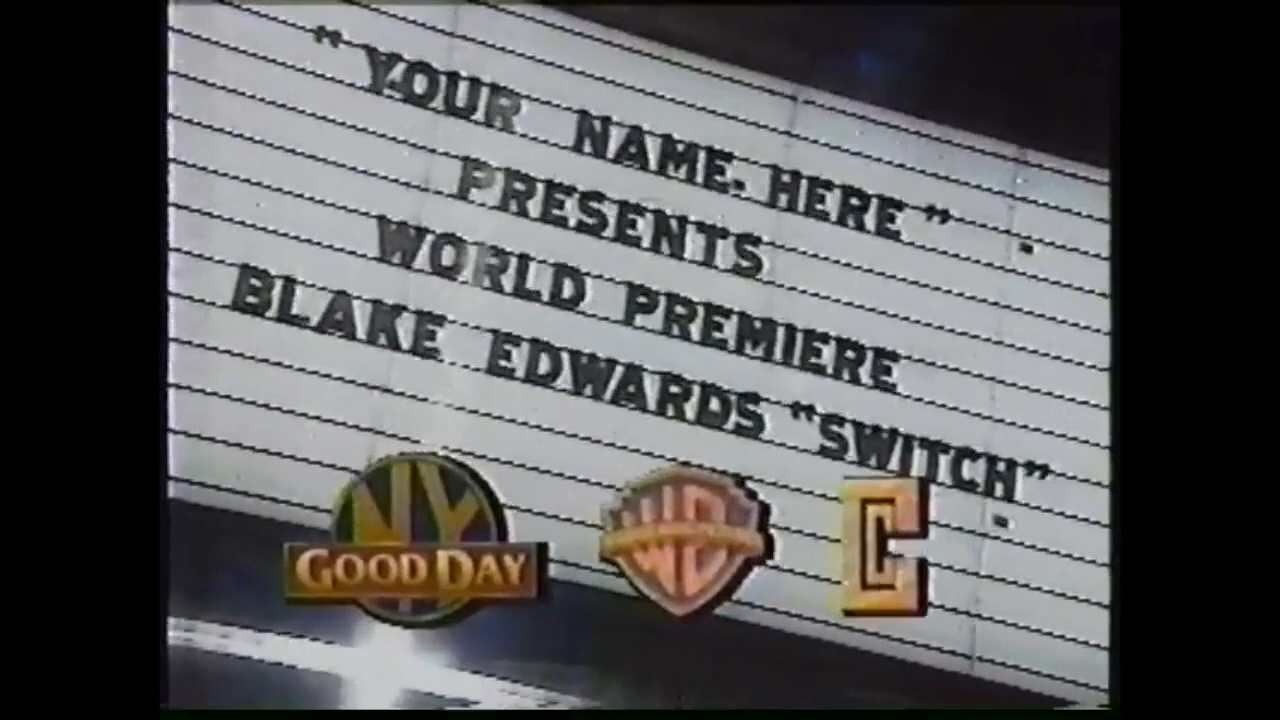 "YOUR NAME. HERE"
PRESENTS
WORLD PREMIERE
BLAKE EDWARDS "SWITCH"
NY
GOOD DAY
WB
C